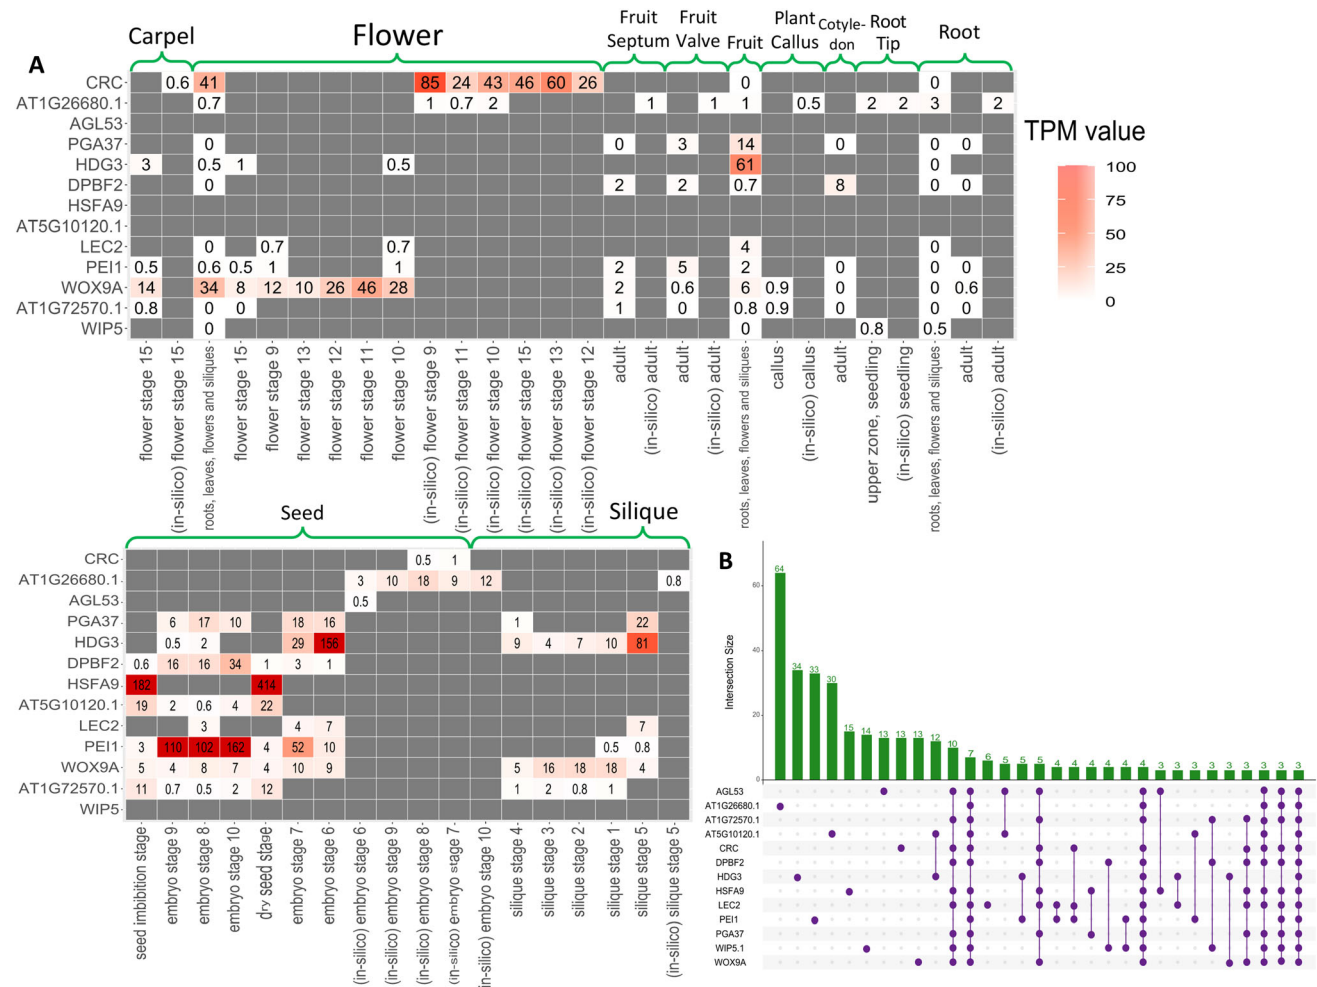 A
Carpel
Flower
Fruit Septum
Fruit Valve
Fruit
Plant Callus
Cotyle-don
Root Tip
Root
CRC 0.6 41 85 24 43 46 60 26 0 0
AT1G26680.1 0.7 1 0.7 2 1 1 1 0.5 2 2 3 2
AGL53
PGA37 0 0 3 14 0 0 0
HDG3 3 0.5 1 0.5 61 0
DPBF2 0 2 2 0.7 8 0 0
HSFA9
AT5G10120.1
LEC2 0 0.7 0.7 4 0
PEI1 0.5 0.6 0.5 1 1 2 5 2 0 0 0
WOX9A 14 34 8 12 10 26 46 28 2 0.6 6 0.9 0 0 0.6
AT1G72570.1 0.8 0 0 1 0 0.8 0.9 0 0 0
WIP5 0 0 0.8 0.5
flower stage 15
(in-silico) flower stage 15
roots, leaves, flowers and siliques
flower stage 15
flower stage 9
flower stage 13
flower stage 12
flower stage 11
flower stage 10
(in-silico) flower stage 9
(in-silico) flower stage 11
(in-silico) flower stage 10
(in-silico) flower stage 15
(in-silico) flower stage 13
(in-silico) flower stage 12
adult
(in-silico) adult
adult
(in-silico) adult
roots, leaves, flowers and siliques
callus
(in-silico) callus
adult
upper zone, seedling
(in-silico) seedling
roots, leaves, flowers and siliques
adult
(in-silico) adult
TPM value
100
75
50
25
0
Seed
Silique
CRC 0.5 1
AT1G26680.1 3 10 18 9 12 0.8
AGL53 0.5
PGA37 6 17 10 18 16 1 22
HDG3 0.5 2 29 156 9 4 7 10 81
DPBF2 0.6 16 16 34 1 3 1
HSFA9 182 414
AT5G10120.1 19 2 0.6 4 22
LEC2 3 4 7 7
PEI1 3 110 102 162 4 52 10 0.5 0.8
WOX9A 5 4 8 7 4 10 9 5 16 18 18 4
AT1G72570.1 11 0.7 0.5 2 12 1 2 0.8 1
WIP5
seed imbibition stage
embryo stage 9
embryo stage 8
embryo stage 10
dry seed staee
embryo stage 7
embryo stage 6
(in-silico) embryo stage 6
(in-silico) embryo stage 9
(in-silico) embryo stage 8
(in-silico) embryo stage 7
in-silico) embryo stage 10
silique stage 4
silique stage 3
silique stage 2
silique stage 1
silique stage 5
(in-silico) silique stage 5
B
Intersection Size
60
40
20
0
64 34 33 30 15 14 13 13 13 12 10 7 6 5 5 5 4 4 4 4 4 4 3 3 3 3 3 3 3 3 3
AGL53
AT1G26680.1
AT1G72570.1
AT5G10120.1
CRC
DPBF2
HDG3
HSFA9
LEC2
PEI1
PGA37
WIP5.1
WOX9A